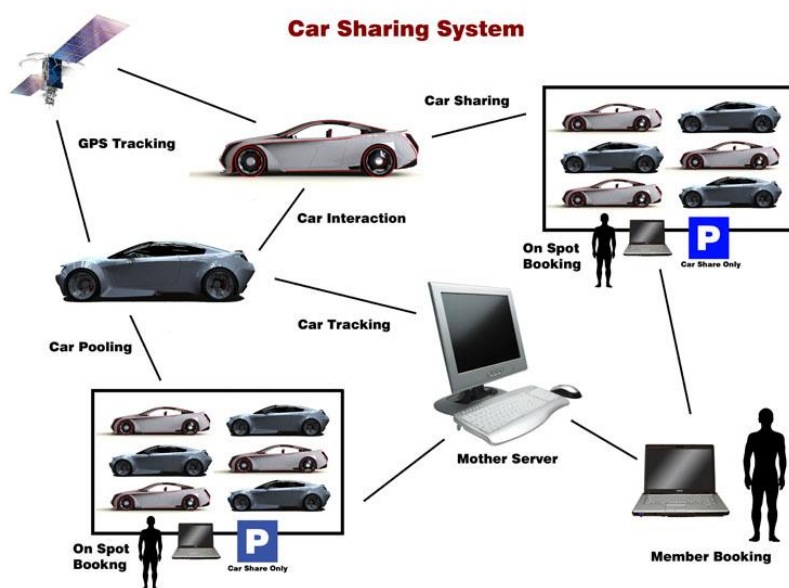 Car Sharing System
Car Sharing
GPS Tracking
Car Interaction
On Spot
Booking
P
Car Share Only
Car Tracking
Car Pooling
Mother Server
On Spot
Bookng
P
Car Share Only
Member Booking